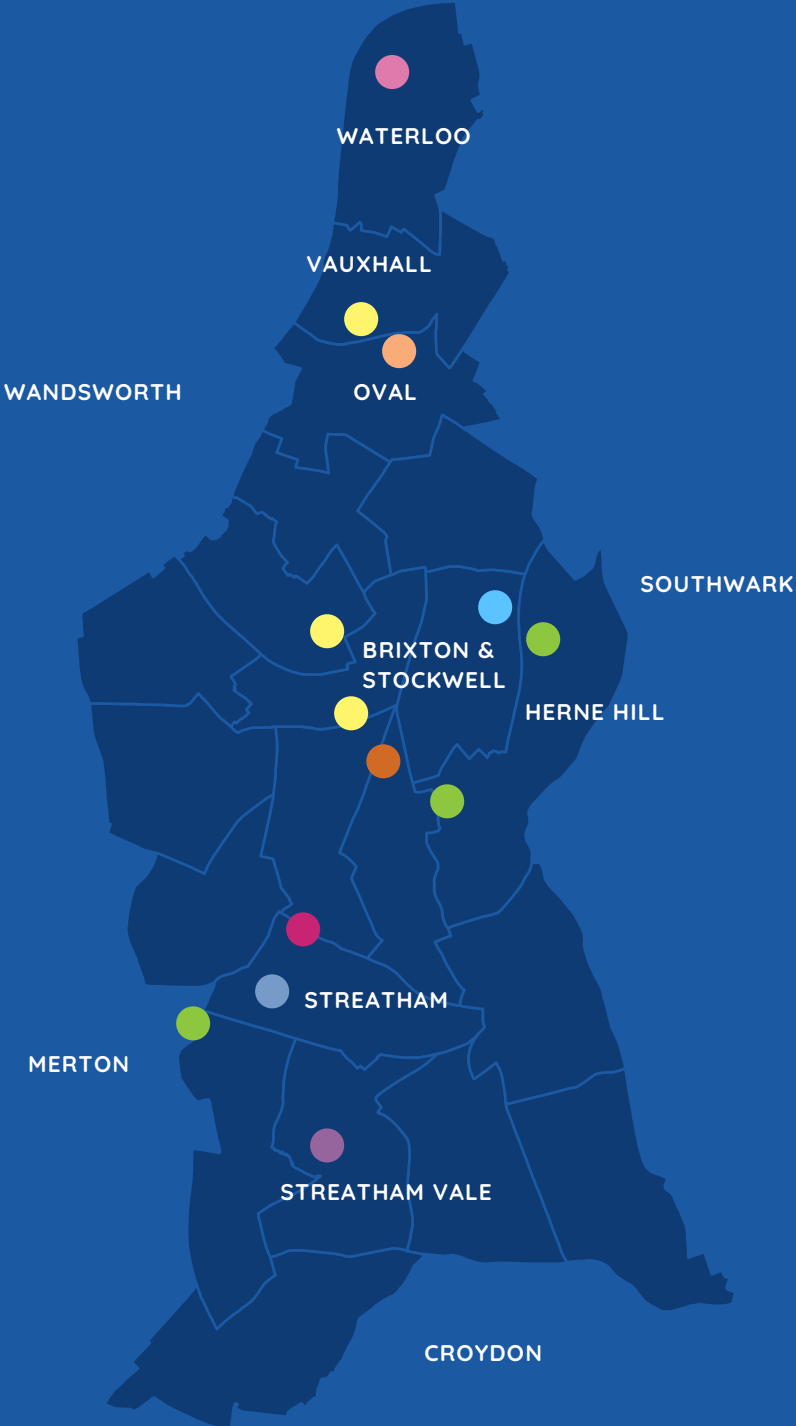 WATERLOO
VAUXHALL
WANDSWORTH
OVAL
SOUTHWARK
BRIXTON &
STOCKWELL
HERNE HILL
STREATHAM
MERTON
STREATHAM VALE
CROYDON